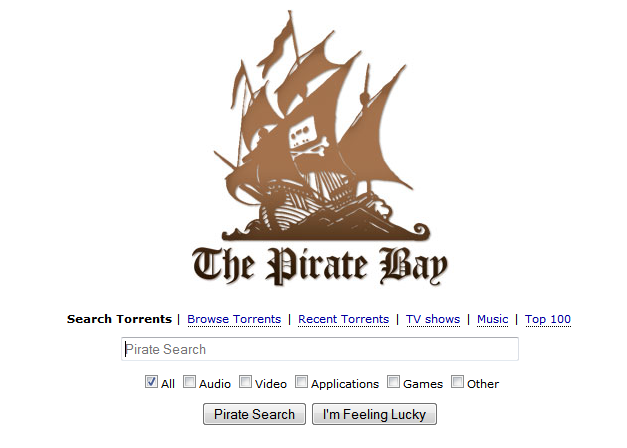 The Pirate Bay
Search Torrents | Browse Torrents | Recent Torrents | TV shows | Music | Top 100
Pirate Search
All Audio Video Applications Games Other
Pirate Search I'm Feeling Lucky